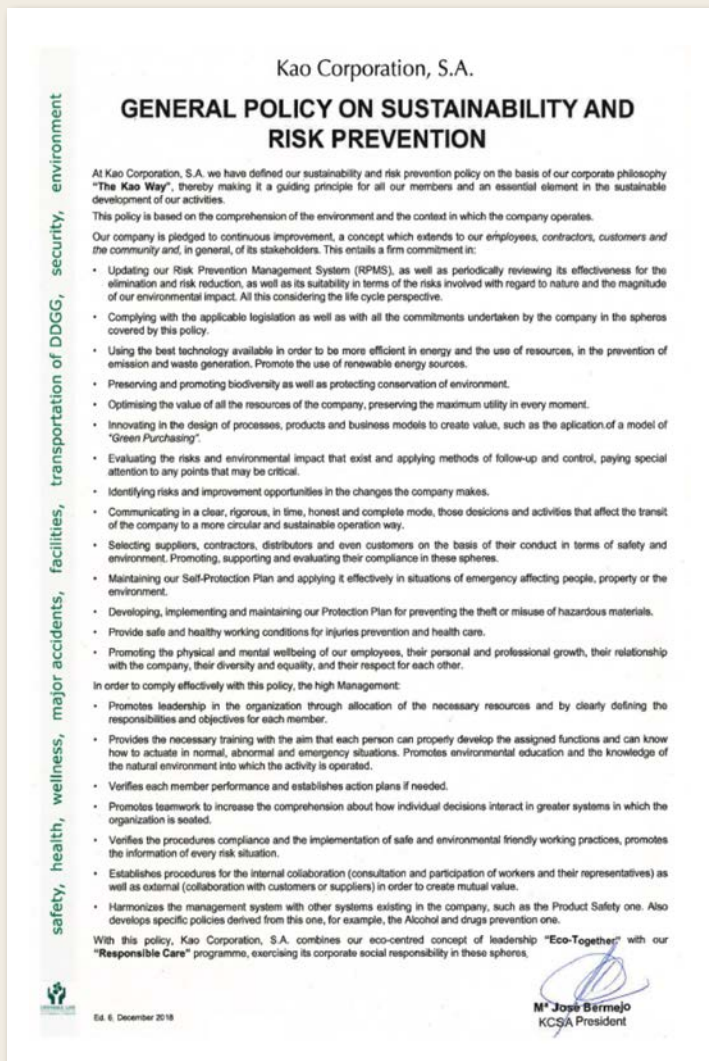 Kao Corporation, S.A.
GENERAL POLICY ON SUSTAINABILITY AND
RISK PREVENTION
At Kao Corporation, S.A. we have defined our sustainability and risk prevention policy on the basis of our corporate philosophy
"The Kao Way", thereby making it a guiding principle for all our members and an essential element in the sustainable
development of our activities.
This policy is based on the comprehension of the environment and the context in which the company operates.
Our company is pledged to continuous improvement, a concept which extends to our employees, contractors, customers and
the community and, in general, of its stakeholders. This entails a firm commitment in:
• Updating our Risk Prevention Management System (RPMS), as well as periodically reviewing its effectiveness for the
elimination and risk reduction, as well as its suitability in terms of the risks involved with regard to nature and the magnitude
of our environmental impact. All this considering the life cycle perspective.
• Complying with the applicable legislation as well as with all the commitments undertaken by the company in the spheres
covered by this policy.
• Using the best technology available in order to be more efficient in energy and the use of resources, in the prevention of
emission and waste generation. Promote the use of renewable energy sources.
• Preserving and promoting biodiversity as well as protecting conservation of environment.
• Optimising the value of all the resources of the company, preserving the maximum utility in every moment.
• Innovating in the design of processes, products and business models to create value, such as the aplication.of a model of
"Green Purchasing".
• Evaluating the risks and environmental impact that exist and applying methods of follow-up and control, paying special
attention to any points that may be critical.
• Identifying risks and improvement opportunities in the changes the company makes.
• Communicating in a clear, rigorous, in time, honest and complete mode, those desicions and activities that affect the transit
of the company to a more circular and sustainable operation way.
• Selecting suppliers, contractors, distributors and even customers on the basis of their conduct in terms of safety and
environment. Promoting, supporting and evaluating their compliance in these spheres.
• Maintaining our Self-Protection Plan and applying it effectively in situations of emergency affecting people, property or the
environment.
• Developing, implementing and maintaining our Protection Plan for preventing the theft or misuse of hazardous materials.
• Provide safe and healthy working conditions for injuries prevention and health care.
• Promoting the physical and mental wellbeing of our employees, their personal and professional growth, their relationship
with the company, their diversity and equality, and their respect for each other.
In order to comply effectively with this policy, the high Management:
• Promotes leadership in the organization through allocation of the necessary resources and by clearly defining the
responsibilities and objectives for each member.
• Provides the necessary training with the aim that each person can properly develop the assigned functions and can know
how to actuate in normal, abnormal and emergency situations. Promotes environmental education and the knowledge of
the natural environment into which the activity is operated.
• Verifies each member performance and establishes action plans if needed.
• Promotes teamwork to increase the comprehension about how individual decisions interact in greater systems in which the
organization is seated.
• Verifies the procedures compliance and the implementation of safe and environmental friendly working practices, promotes
the information of every risk situation.
• Establishes procedures for the internal collaboration (consultation and participation of workers and their representatives) as
well as external (collaboration with customers or suppliers) in order to create mutual value.
• Harmonizes the management system with other systems existing in the company, such as the Product Safety one. Also
develops specific policies derived from this one, for example, the Alcohol and drugs prevention one.
With this policy, Kao Corporation, S.A. combines our eco-centred concept of leadership "Eco-Together" with our
"Responsible Care" programme, exercising its corporate social responsibility in these spheres.
Mª José Bermejo
KCSA President
Ed. 6, December 2018
safety, health, wellness, major accidents, facilities, transportation of DDGG, security, environment